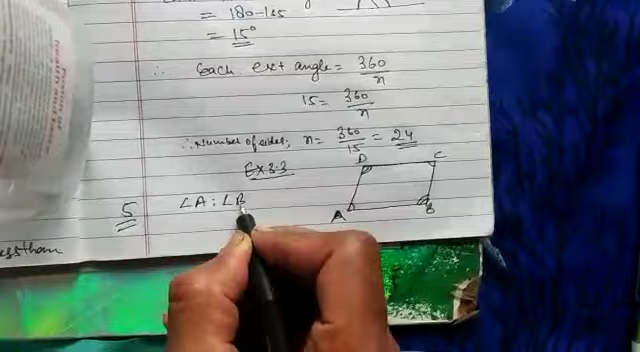 = 180-165
= 15°
∴ Each ext angle = 360/n
15 = 360/n
∴ Number of sides, n = 360/15 = 24
Ex 3.3
D C
5 ∠A : ∠B
A B